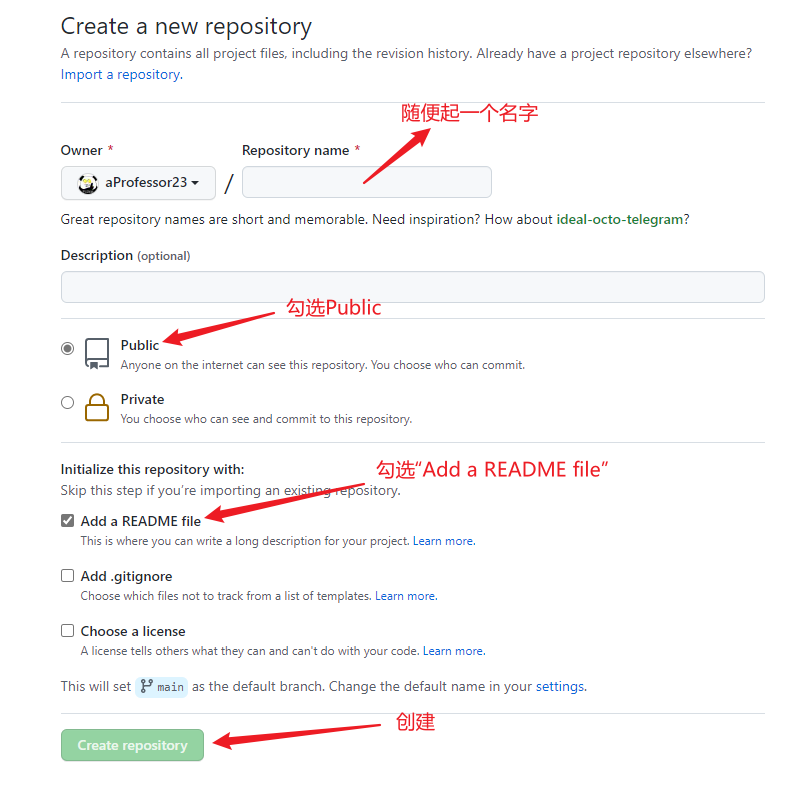 Create a new repository
A repository contains all project files, including the revision history. Already have a project repository elsewhere?
Import a repository.
随便起一个名字
Owner *
Repository name *
aProfessor23
/
Great repository names are short and memorable. Need inspiration? How about ideal-octo-telegram?
Description (optional)
勾选Public
Public
Anyone on the internet can see this repository. You choose who can commit.
Private
You choose who can see and commit to this repository.
Initialize this repository with:
勾选“Add a README file”
Skip this step if you're importing an existing repository.
Add a README file
This is where you can write a long description for your project. Learn more.
Add .gitignore
Choose which files not to track from a list of templates. Learn more.
Choose a license
A license tells others what they can and can't do with your code. Learn more.
This will set main as the default branch. Change the default name in your settings.
创建
Create repository